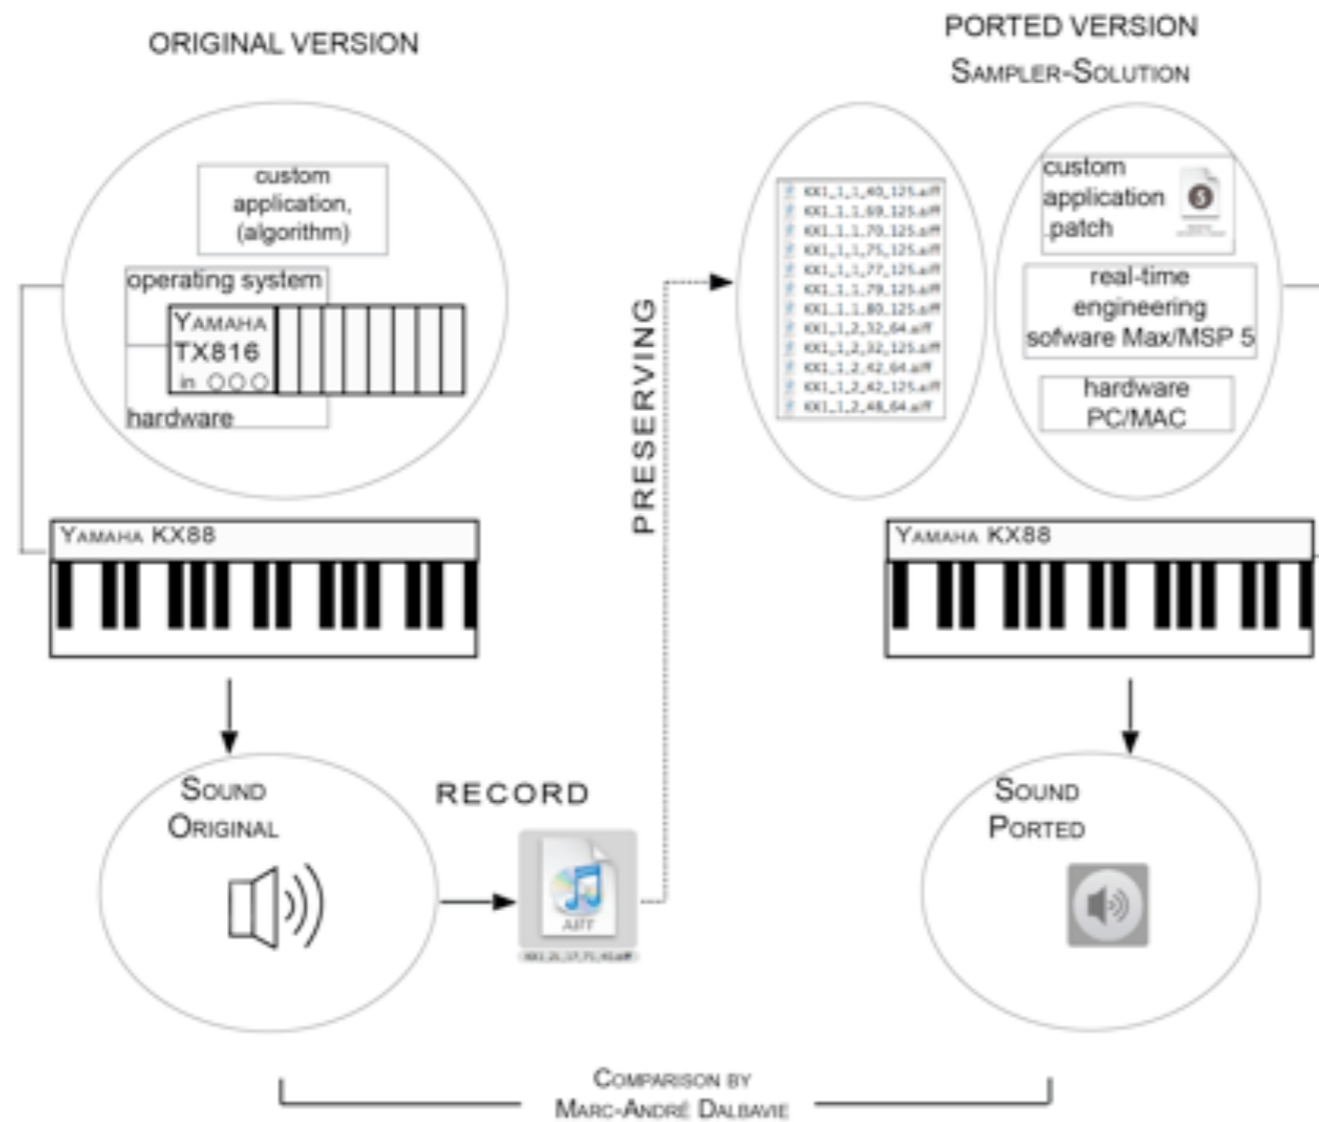 ORIGINAL VERSION
custom
application,
(algorithm)
operating system
YAMAHA
TX816
in
hardware
YAMAHA KX88
SOUND
ORIGINAL
RECORD
AIFF
PRESERVING
PORTED VERSION
SAMPLER-SOLUTION
KX1_1_1_40_125.aiff
KX1_1_1_69_125.aiff
KX1_1_1_70_125.aiff
KX1_1_1_75_125.aiff
KX1_1_1_77_125.aiff
KX1_1_1_79_125.aiff
KX1_1_1_80_125.aiff
KX1_1_2_32_64.aiff
KX1_1_2_32_125.aiff
KX1_1_2_42_64.aiff
KX1_1_2_42_125.aiff
KX1_1_2_48_64.aiff
custom
application
.patch
5
real-time
engineering
sofware Max/MSP 5
hardware
PC/MAC
YAMAHA KX88
SOUND
PORTED
COMPARISON BY
MARC-ANDRÉ DALBAVIE